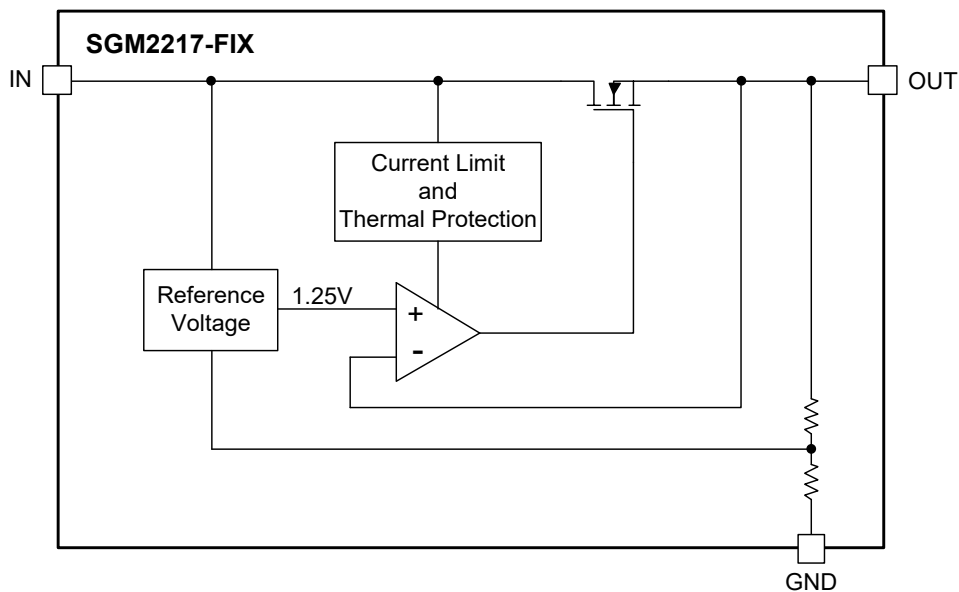 SGM2217-FIX
IN
OUT
Current Limit
and
Thermal Protection
Reference
Voltage
1.25V
+
-
GND